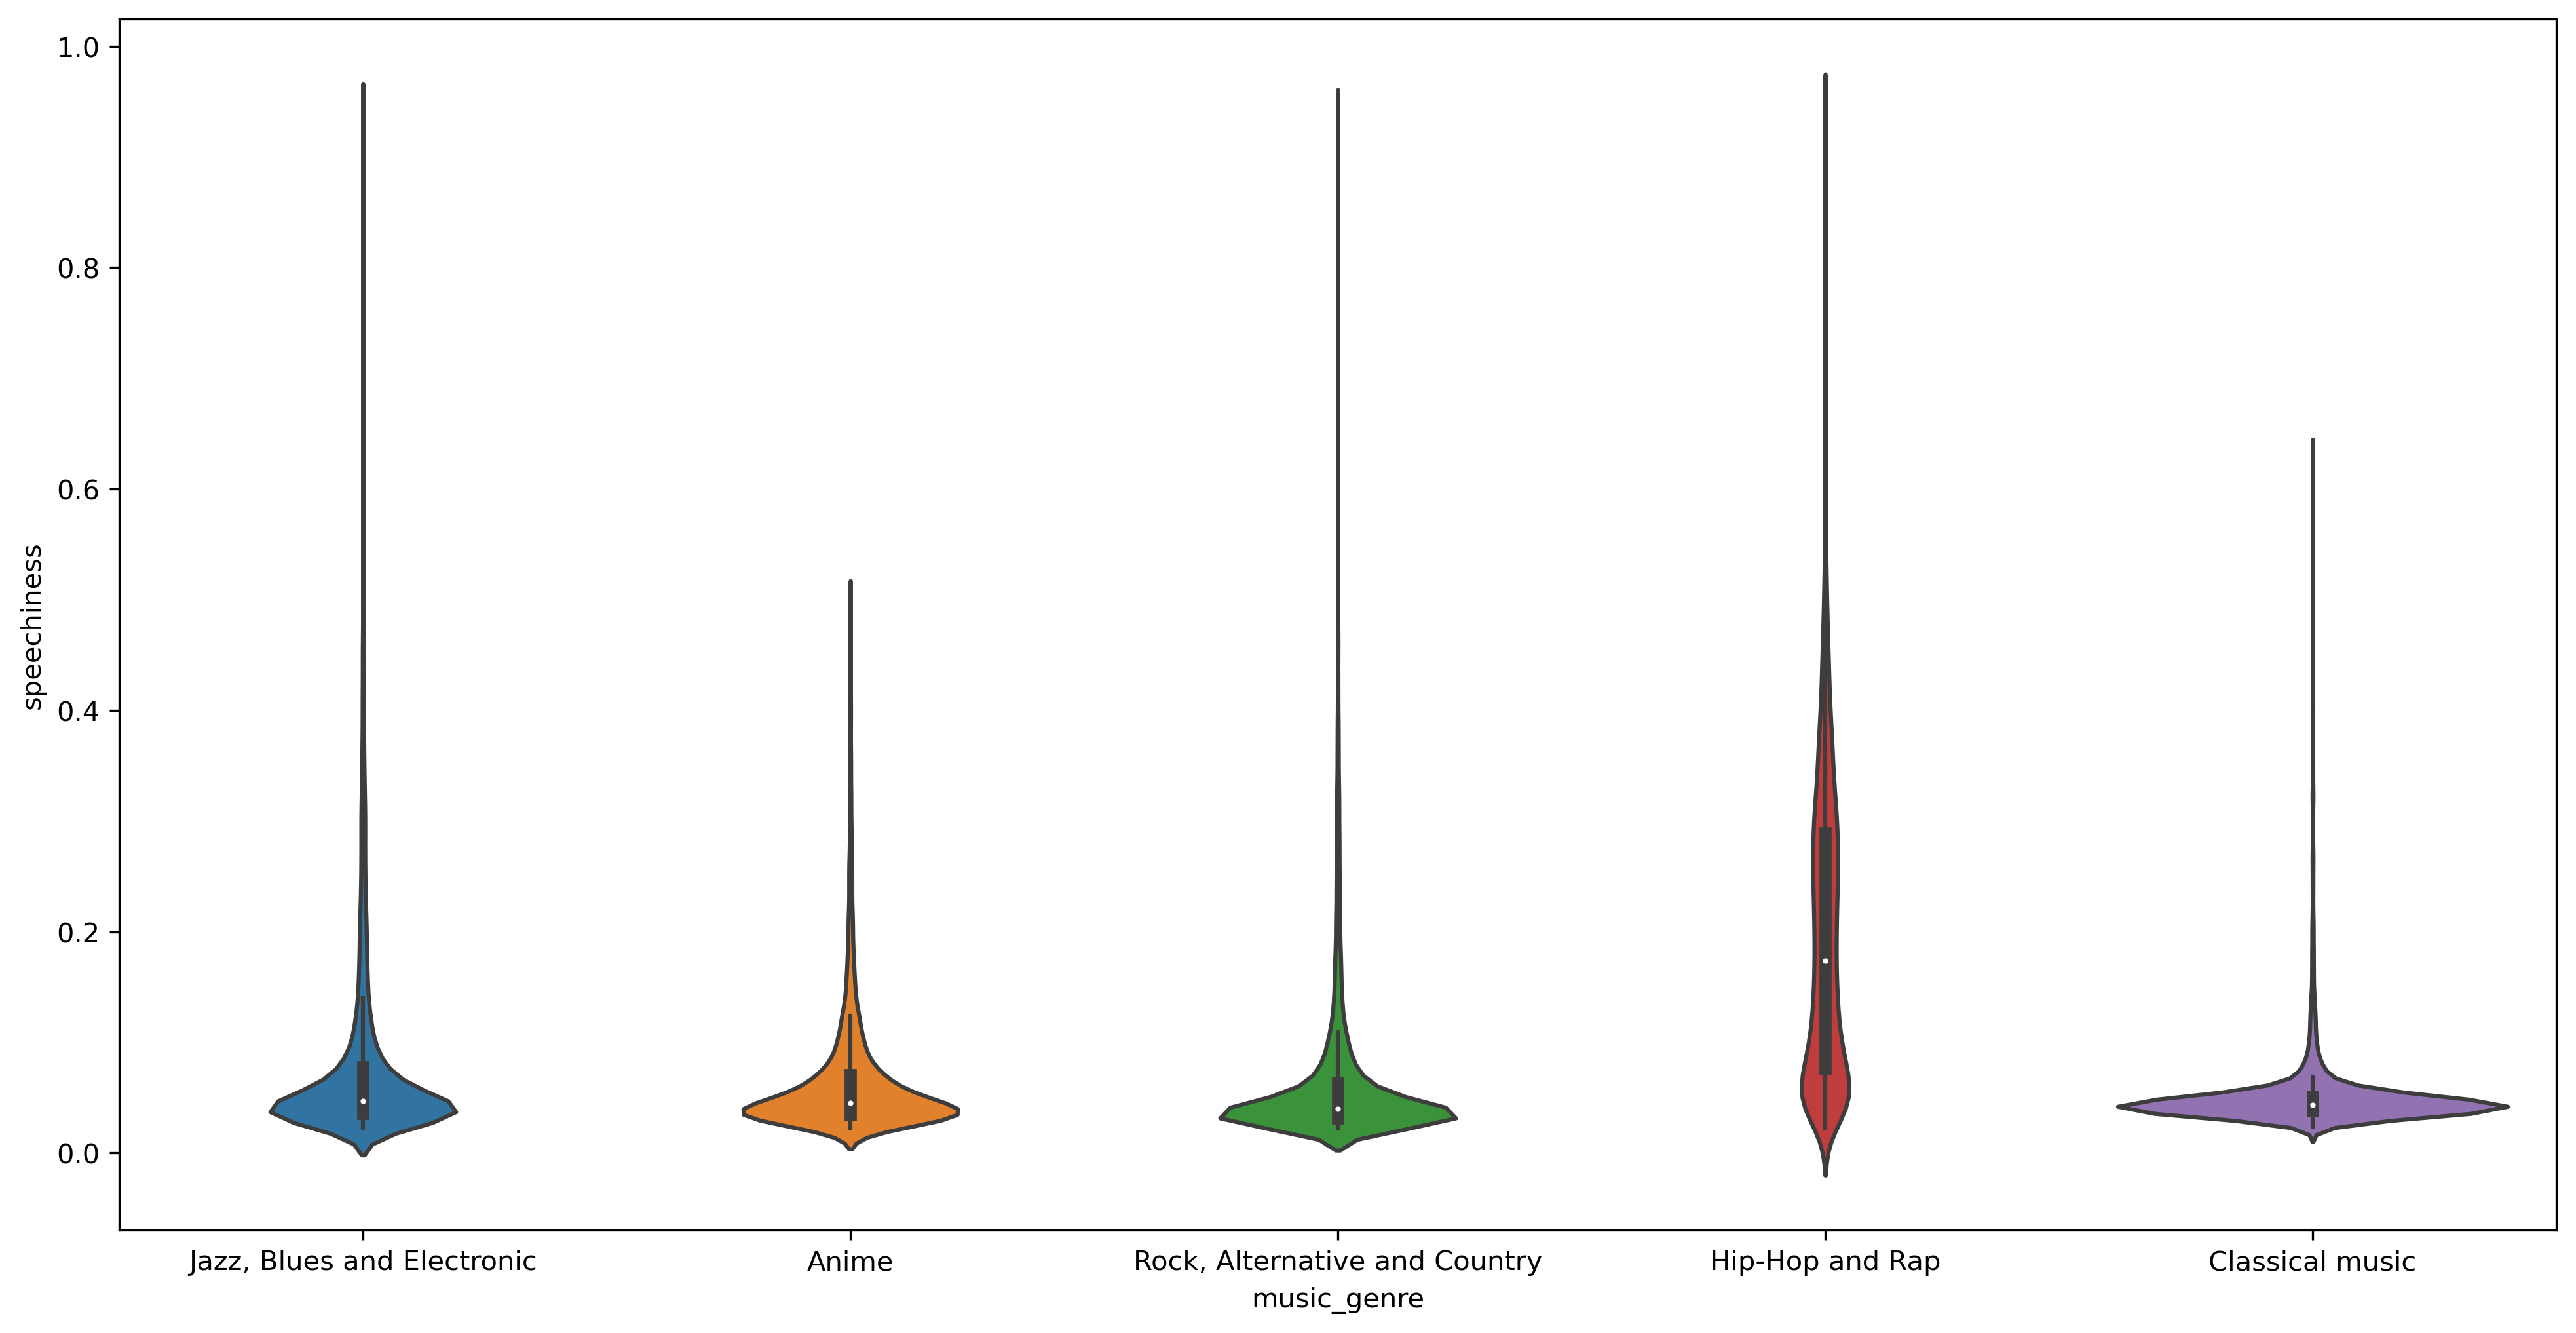 1.0
0.8
0.6
0.4
0.2
0.0
speechiness
Jazz, Blues and Electronic
Anime
Rock, Alternative and Country
Hip-Hop and Rap
Classical music
music_genre